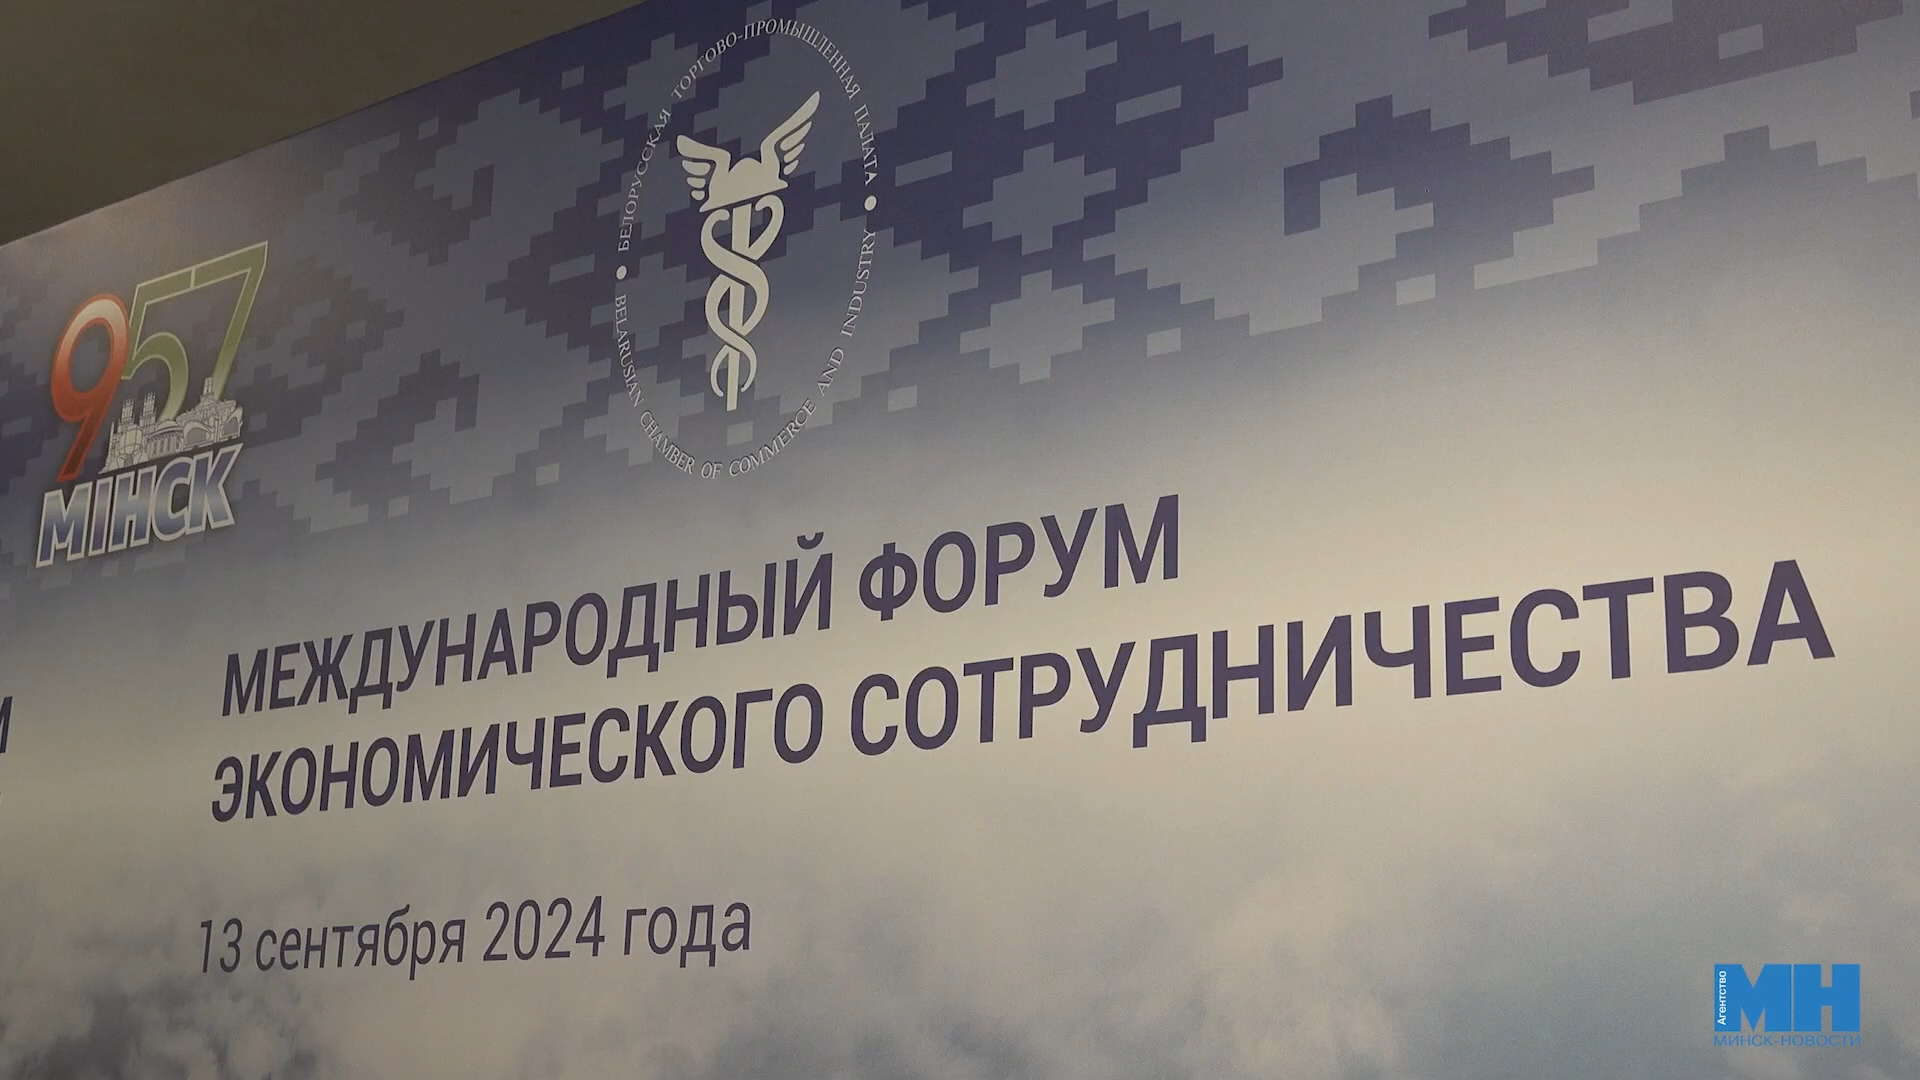 БЕЛОРУССКАЯ ТОРГОВО-ПРОМЫШЛЕННАЯ ПАЛАТА
BELARUSIAN CHAMBER OF COMMERCE AND INDUSTRY
957
МІНСК
МЕЖДУНАРОДНЫЙ ФОРУМ
ЭКОНОМИЧЕСКОГО СОТРУДНИЧЕСТВА
13 сентября 2024 года
Агентство
МН
МИНСК-НОВОСТИ